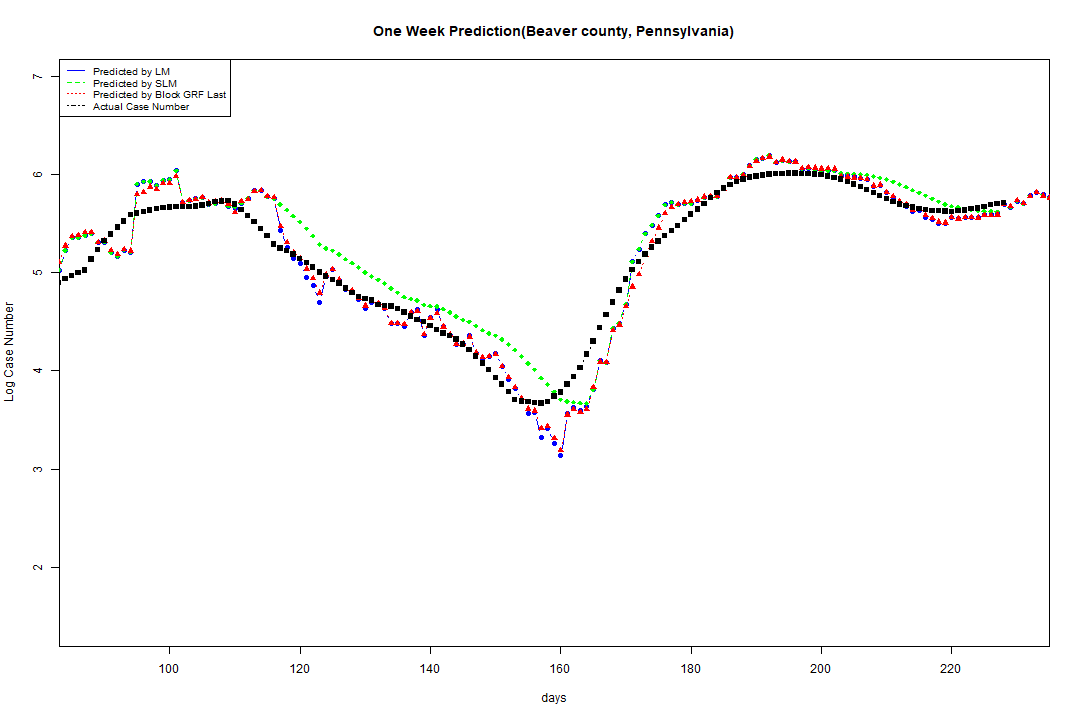 One Week Prediction(Beaver county, Pennsylvania)
Predicted by LM
Predicted by SLM
Predicted by Block GRF Last
Actual Case Number
7
6
5
4
3
2
Log Case Number
100 120 140 160 180 200 220
days